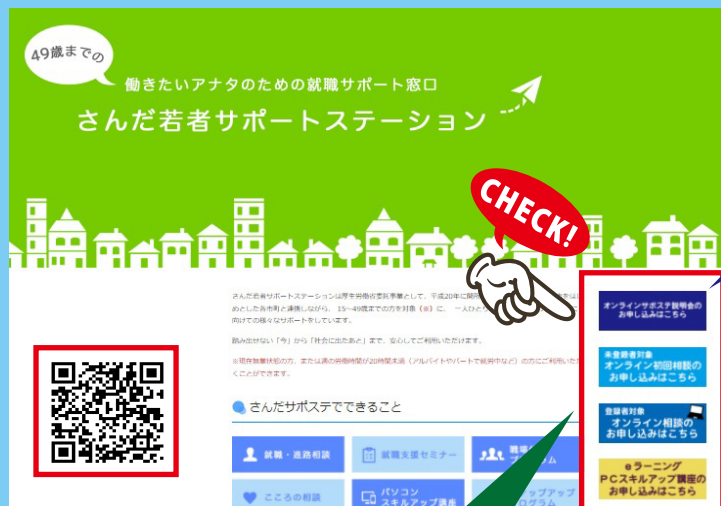 49歳までの
働きたいアナタのための就職サポート窓口
さんだ若者サポートステーション
CHECK!
さんだ若者サポートステーションは厚生労働省委託事業として、平成20年に開
めとした各市町と連携しながら、15〜49歳までの方を対象（※）に、一人ひと
向けての様々なサポートをしています。
踏み出せない「今」から「社会に出たあと」まで、安心してご利用いただけます。
※現在無業状態の方、または週の労働時間が20時間未満（アルバイトやパートで就労中など）の方にご利用いただ
くことができます。
さんだサポステでできること
就職・進路相談
就職支援セミナー
職場
プ ラム
こころの相談
パソコン
スキルアップ講座
ップアップ
ログラム
オンラインサポステ説明会の
お申し込みはこちら
未登録者対象
オンライン初回相談の
お申し込みはこちら
登録者対象
オンライン相談の
お申し込みはこちら
eラーニング
PCスキルアップ講座の
お申し込みはこちら